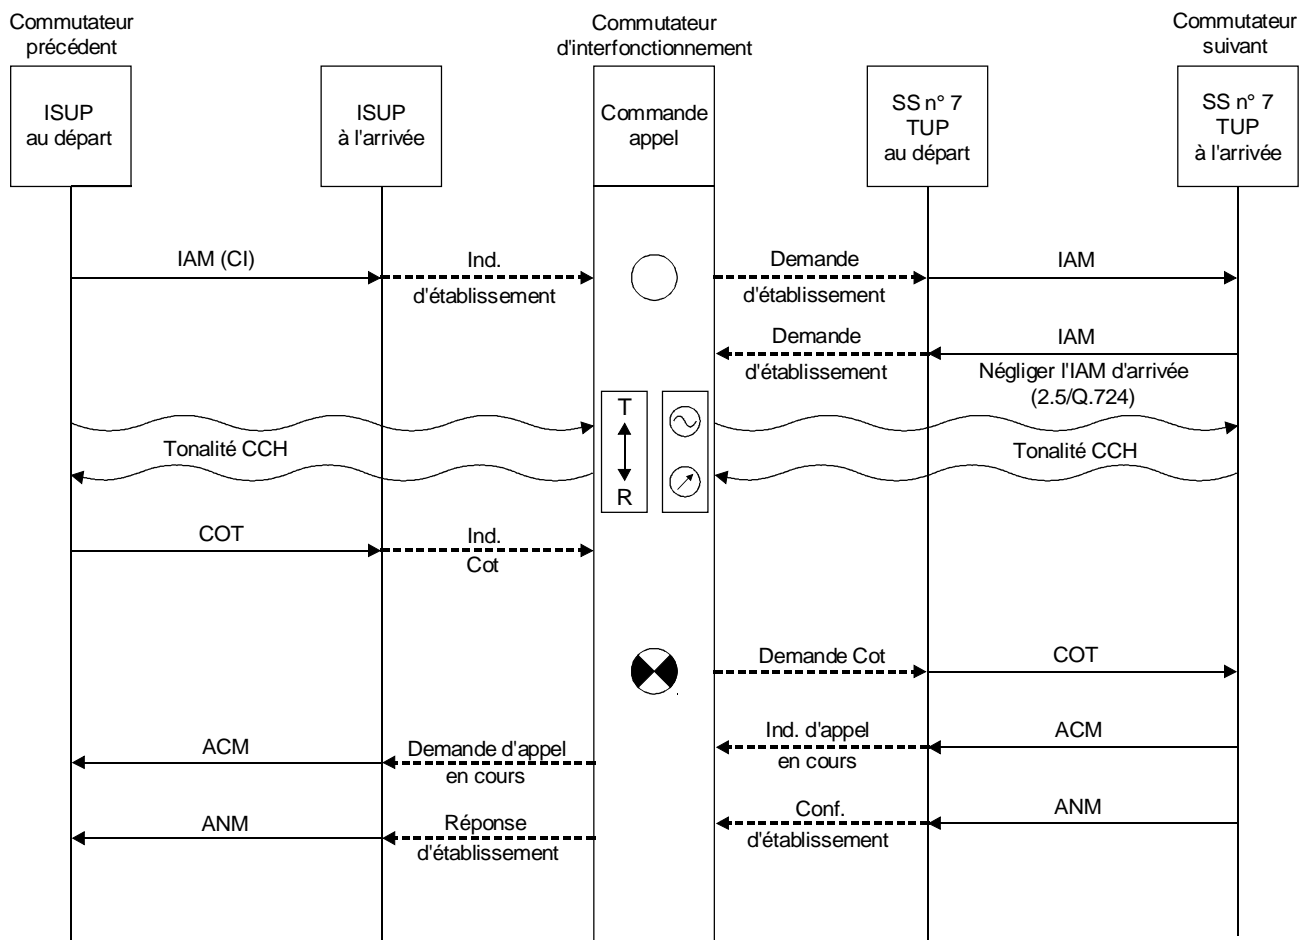 Commutateur
précédent
Commutateur
d'interfonctionnement
Commutateur
suivant
ISUP
au départ
ISUP
à l'arrivée
Commande
appel
SS n° 7
TUP
au départ
SS n° 7
TUP
à l'arrivée
IAM (CI)
Ind.
d'établissement
Demande
d'établissement
IAM
Demande
d'établissement
IAM
Négliger l'IAM d'arrivée
(2.5/Q.724)
T
R
Tonalité CCH
Tonalité CCH
COT
Ind.
Cot
Demande Cot
COT
ACM
Demande d'appel
en cours
Ind. d'appel
en cours
ACM
ANM
Réponse
d'établissement
Conf.
d'établissement
ANM